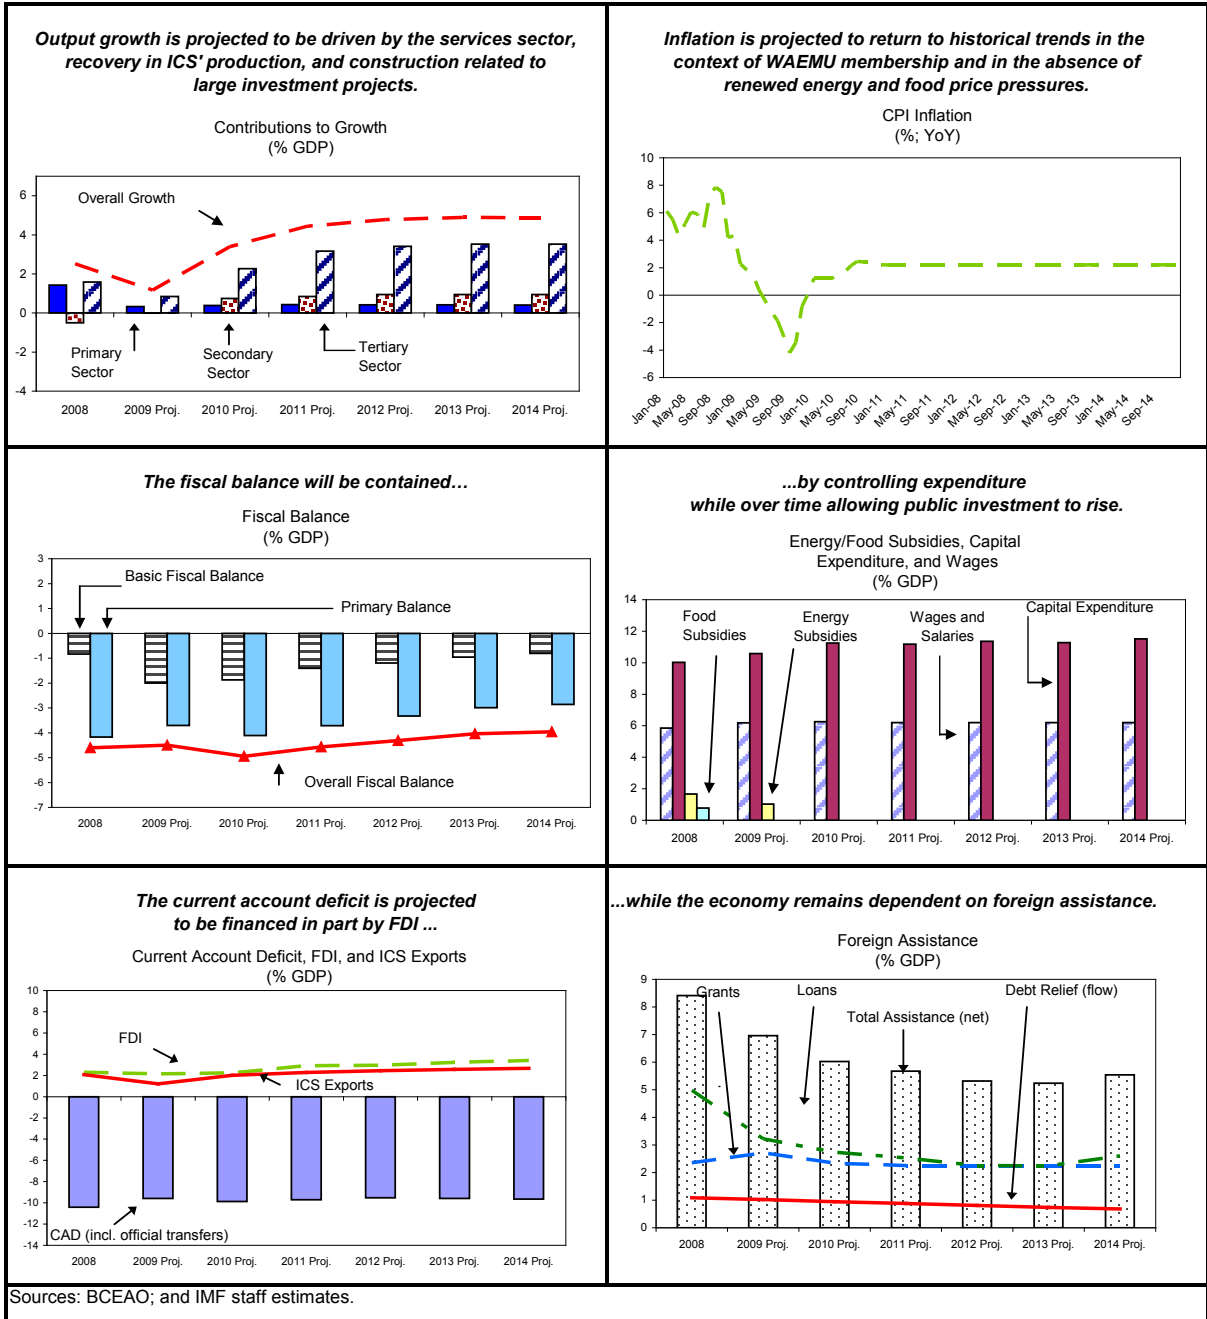 Output growth is projected to be driven by the services sector,
recovery in ICS' production, and construction related to
large investment projects.
Contributions to Growth
(% GDP)
6
4
2
0
-2
-4
Overall Growth
Primary
Sector
Secondary
Sector
Tertiary
Sector
2008 2009 Proj. 2010 Proj. 2011 Proj. 2012 Proj. 2013 Proj. 2014 Proj.
Inflation is projected to return to historical trends in the
context of WAEMU membership and in the absence of
renewed energy and food price pressures.
CPI Inflation
(%; YoY)
10
8
6
4
2
0
-2
-4
-6
Jan-08 May-08 Sep-08 Jan-09 May-09 Sep-09 Jan-10 May-10 Sep-10 Jan-11 May-11 Sep-11 Jan-12 May-12 Sep-12 Jan-13 May-13 Sep-13 Jan-14 May-14 Sep-14
The fiscal balance will be contained…
Fiscal Balance
(% GDP)
3
2
1
0
-1
-2
-3
-4
-5
-6
-7
Basic Fiscal Balance
Primary Balance
Overall Fiscal Balance
2008 2009 Proj. 2010 Proj. 2011 Proj. 2012 Proj. 2013 Proj. 2014 Proj.
...by controlling expenditure
while over time allowing public investment to rise.
Energy/Food Subsidies, Capital
Expenditure, and Wages
(% GDP)
14
12
10
8
6
4
2
0
Food
Subsidies
Energy
Subsidies
Wages and
Salaries
Capital Expenditure
2008 2009 Proj. 2010 Proj. 2011 Proj. 2012 Proj. 2013 Proj. 2014 Proj.
The current account deficit is projected
to be financed in part by FDI ...
Current Account Deficit, FDI, and ICS Exports
(% GDP)
10
8
6
4
2
0
-2
-4
-6
-8
-10
-12
-14
FDI
ICS Exports
CAD (incl. official transfers)
2008 2009 Proj. 2010 Proj. 2011 Proj. 2012 Proj. 2013 Proj. 2014 Proj.
...while the economy remains dependent on foreign assistance.
Foreign Assistance
(% GDP)
9
8
7
6
5
4
3
2
1
0
Grants
Loans
Debt Relief (flow)
Total Assistance (net)
2008 2009 Proj. 2010 Proj. 2011 Proj. 2012 Proj. 2013 Proj. 2014 Proj.
Sources: BCEAO; and IMF staff estimates.